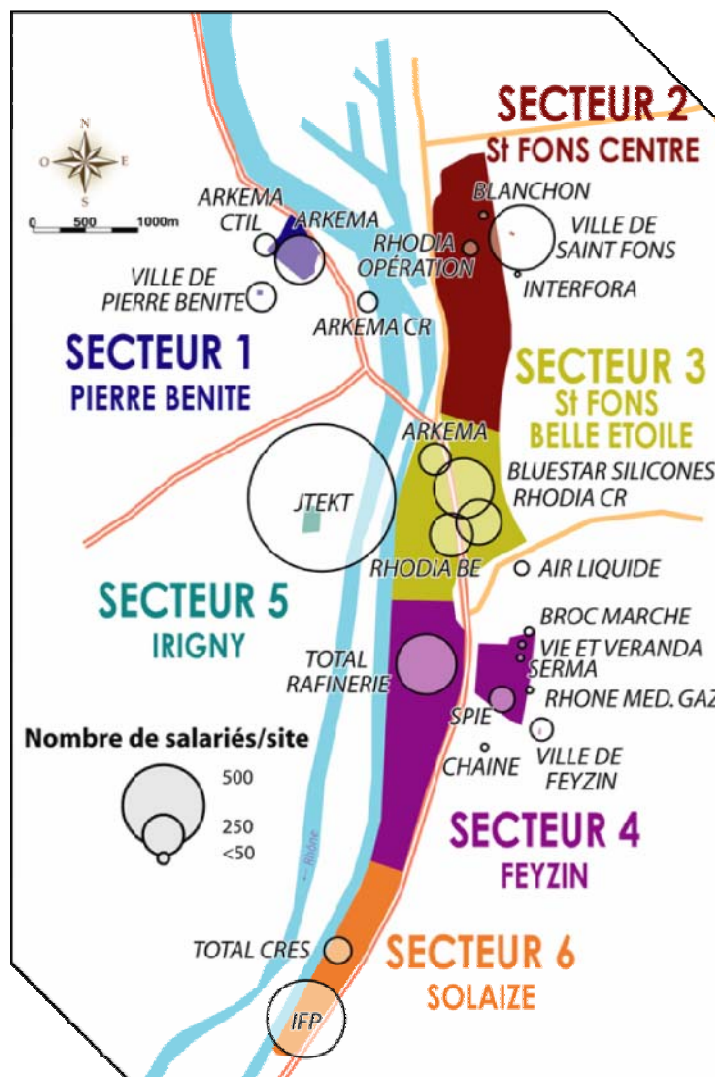 SECTEUR 2
St FONS CENTRE
N
O
E
S
0 500 1000m
ARKEMA
CTIL
ARKEMA
BLANCHON
VILLE DE
SAINT FONS
RHODIA
OPÉRATION
INTERFORA
VILLE DE
PIERRE BENITE
ARKEMA CR
SECTEUR 1
PIERRE BENITE
SECTEUR 3
St FONS
BELLE ETOILE
ARKEMA
BLUESTAR SILICONES
RHODIA CR
JTEKT
RHODIA BE
AIR LIQUIDE
SECTEUR 5
IRIGNY
BROC MARCHE
VIE ET VERANDA
SERMA
TOTAL
RAFINERIE
RHONE MED. GAZ
SPIE
VILLE DE
FEYZIN
CHAINE
Nombre de salariés/site
500
250
<50
← Rhône
SECTEUR 4
FEYZIN
TOTAL CRES
SECTEUR 6
SOLAIZE
IFP